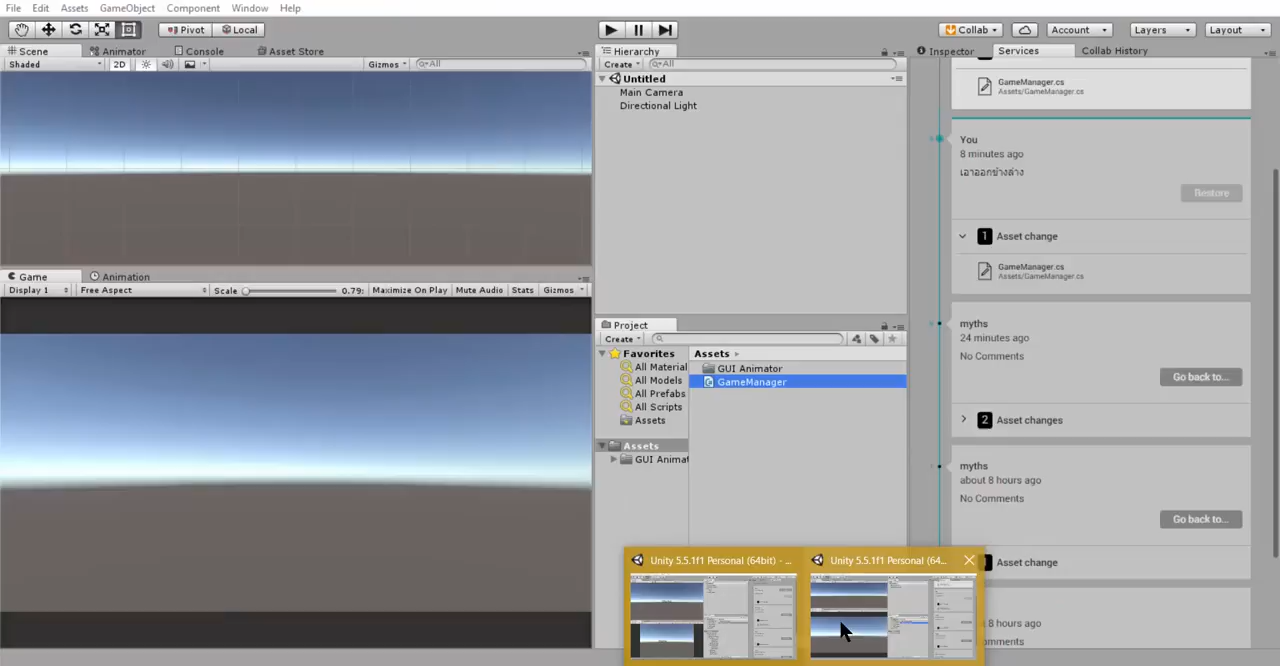 File Edit Assets GameObject Component Window Help
Pivot Local Collab Account Layers Layout
Scene Animator Console Asset Store
Shaded 2D Gizmos All
Hierarchy
Create All
Untitled
Main Camera
Directional Light
Game Animation
Display 1 Free Aspect Scale 0.79: Maximize On Play Mute Audio Stats Gizmos
Project
Create
Favorites
All Material
All Models
All Prefabs
All Scripts
Assets
Assets
GUI Animat
Assets
GUI Animator
GameManager
Inspector Services Collab History
GameManager.cs
Assets/GameManager.cs
You
8 minutes ago
เอาออกข้างล่าง
Restore
1 Asset change
GameManager.cs
Assets/GameManager.cs
myths
24 minutes ago
No Comments
Go back to...
2 Asset changes
myths
about 8 hours ago
No Comments
Go back to...
Asset change
8 hours ago
omments
Unity 5.5.1f1 Personal (64bit) - ...
Unity 5.5.1f1 Personal (64...